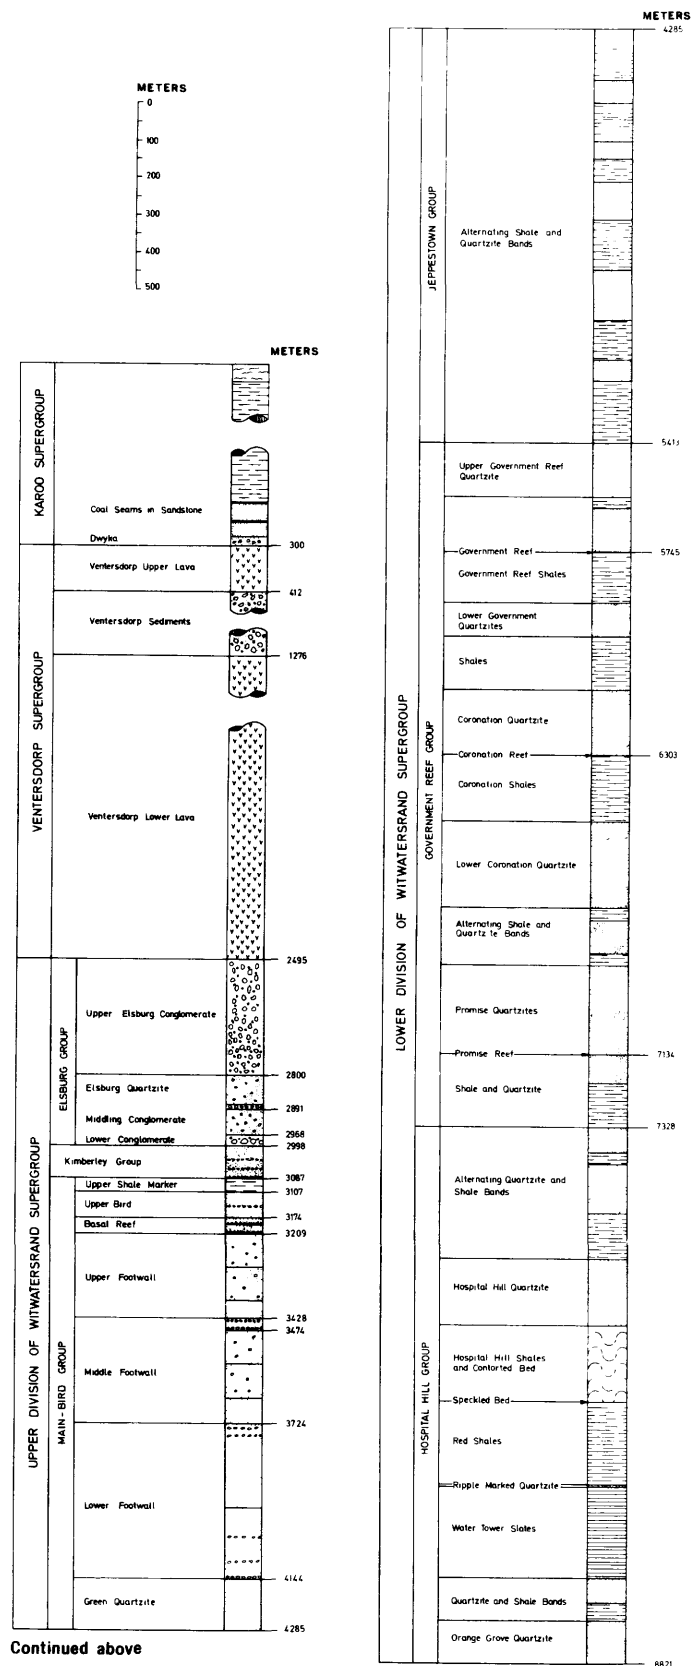 METERS
0
100
200
300
400
500
METERS
KAROO SUPERGROUP
Coal Seams in Sandstone
Dwyka
300
VENTERSDORP SUPERGROUP
Ventersdorp Upper Lava
412
Ventersdorp Sediments
1276
Ventersdorp Lower Lava
2495
UPPER DIVISION OF WITWATERSRAND SUPERGROUP
ELSBURG GROUP
Upper Elsburg Conglomerate
2800
Elsburg Quartzite
2891
Middling Conglomerate
2968
Lower Conglomerate
2998
Kimberley Group
3087
MAIN-BIRD GROUP
Upper Shale Marker
3107
Upper Bird
3174
Basal Reef
3209
Upper Footwall
3428
3474
Middle Footwall
3724
Lower Footwall
4144
Green Quartzite
4285
Continued above
METERS
4285
LOWER DIVISION OF WITWATERSRAND SUPERGROUP
JEPPESTOWN GROUP
Alternating Shale and
Quartzite Bands
5413
GOVERNMENT REEF GROUP
Upper Government Reef
Quartzite
Government Reef
5745
Government Reef Shales
Lower Government
Quartzites
Shales
Coronation Quartzite
Coronation Reef
6303
Coronation Shales
Lower Coronation Quartzite
Alternating Shale and
Quartzite Bands
Promise Quartzites
Promise Reef
7134
Shale and Quartzite
7328
HOSPITAL HILL GROUP
Alternating Quartzite and
Shale Bands
Hospital Hill Quartzite
Hospital Hill Shales
and Contorted Bed
Speckled Bed
Red Shales
Ripple Marked Quartzite
Water Tower Slates
Quartzite and Shale Bands
Orange Grove Quartzite
8821